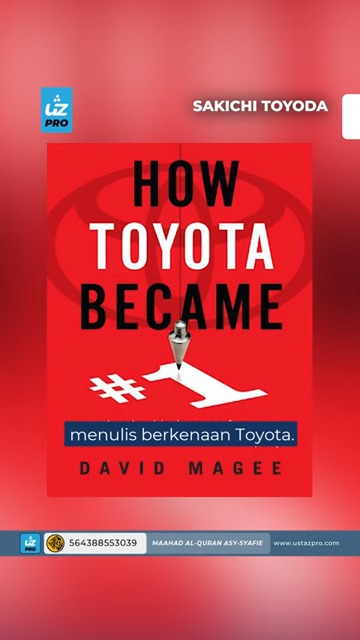 UZ
PRO
SAKICHI TOYODA
HOW
TOYOTA
BECAME
#1
menulis berkenaan Toyota.
DAVID MAGEE
UZ
PRO
564388553039
MAAHAD AL-QURAN ASY-SYAFIE
www.ustazpro.com